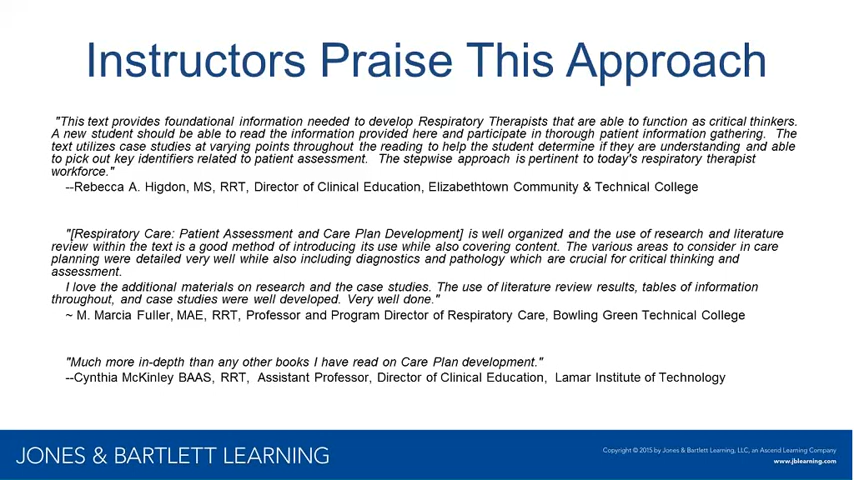 Instructors Praise This Approach
"This text provides foundational information needed to develop Respiratory Therapists that are able to function as critical thinkers.
A new student should be able to read the information provided here and participate in thorough patient information gathering. The
text utilizes case studies at varying points throughout the reading to help the student determine if they are understanding and able
to pick out key identifiers related to patient assessment. The stepwise approach is pertinent to today's respiratory therapist
workforce."
--Rebecca A. Higdon, MS, RRT, Director of Clinical Education, Elizabethtown Community & Technical College
"[Respiratory Care: Patient Assessment and Care Plan Development] is well organized and the use of research and literature
review within the text is a good method of introducing its use while also covering content. The various areas to consider in care
planning were detailed very well while also including diagnostics and pathology which are crucial for critical thinking and
assessment.
I love the additional materials on research and the case studies. The use of literature review results, tables of information
throughout, and case studies were well developed. Very well done."
~ M. Marcia Fuller, MAE, RRT, Professor and Program Director of Respiratory Care, Bowling Green Technical College
"Much more in-depth than any other books I have read on Care Plan development."
--Cynthia McKinley BAAS, RRT, Assistant Professor, Director of Clinical Education, Lamar Institute of Technology
JONES & BARTLETT LEARNING
Copyright © 2015 by Jones & Bartlett Learning, LLC, an Ascend Learning Company
www.jblearning.com